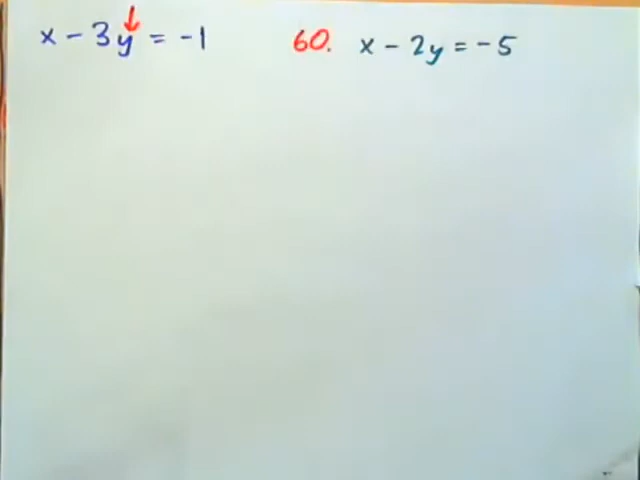 x - 3y = -1
60. x - 2y = -5